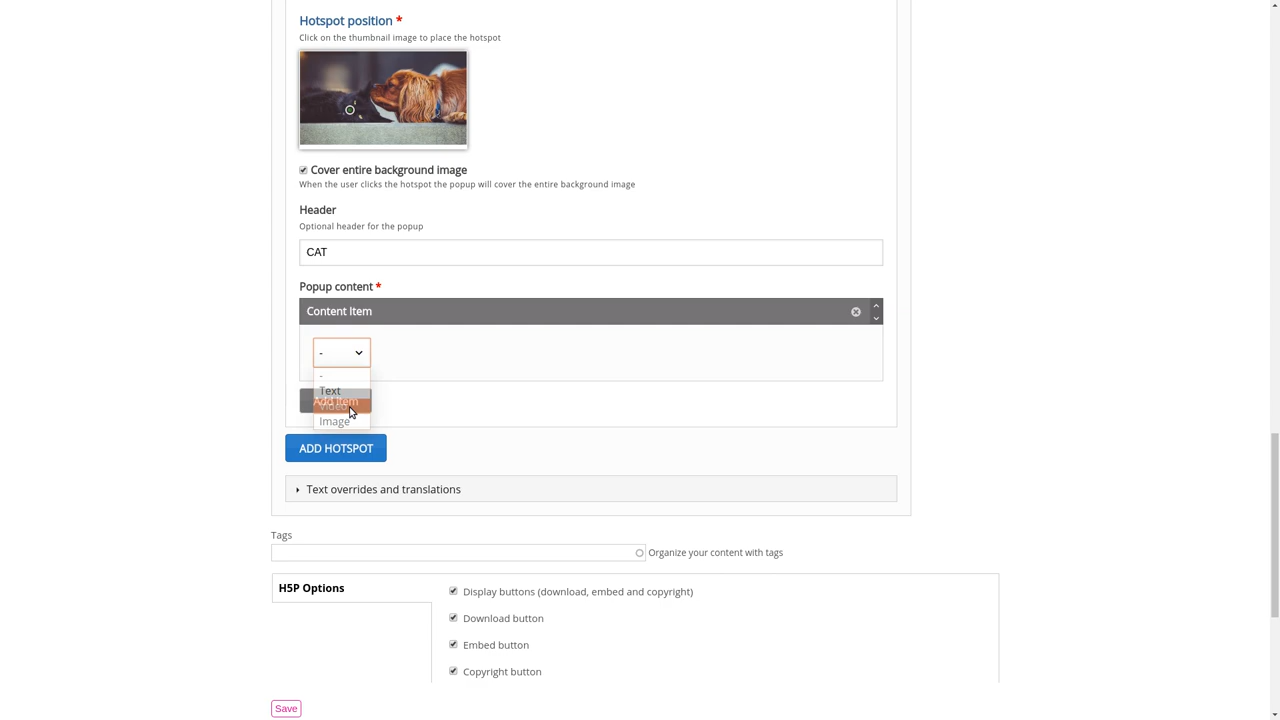 Hotspot position *
Click on the thumbnail image to place the hotspot
Cover entire background image
When the user clicks the hotspot the popup will cover the entire background image
Header
Optional header for the popup
CAT
Popup content *
Content Item
-
-
Text
Add Item
Video
Image
ADD HOTSPOT
Text overrides and translations
Tags
Organize your content with tags
H5P Options
Display buttons (download, embed and copyright)
Download button
Embed button
Copyright button
Save